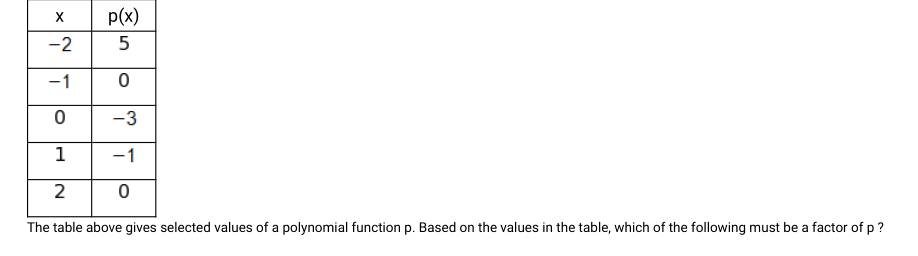 x p(x)
−2 5
−1 0
0 −3
1 −1
2 0
The table above gives selected values of a polynomial function p. Based on the values in the table, which of the following must be a factor of p ?